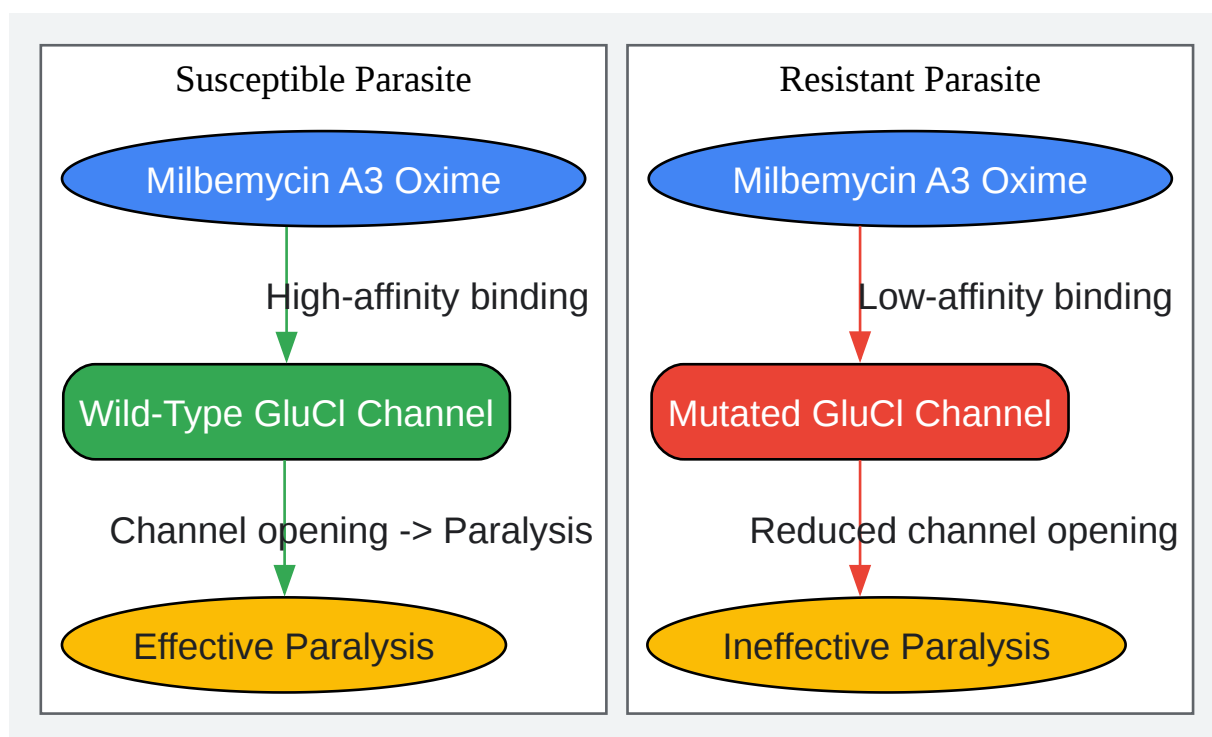 Susceptible Parasite
Milbemycin A3 Oxime
High-affinity binding
Wild-Type GluCl Channel
Channel opening -> Paralysis
Effective Paralysis
Resistant Parasite
Milbemycin A3 Oxime
Low-affinity binding
Mutated GluCl Channel
Reduced channel opening
Ineffective Paralysis